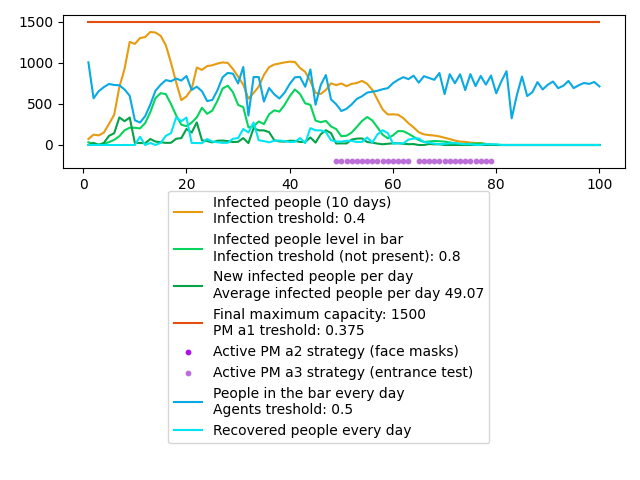 1500
1000
500
0
0
20
40
60
80
100
Infected people (10 days)
Infection treshold: 0.4
Infected people level in bar
Infection treshold (not present): 0.8
New infected people per day
Average infected people per day 49.07
Final maximum capacity: 1500
PM a1 treshold: 0.375
Active PM a2 strategy (face masks)
Active PM a3 strategy (entrance test)
People in the bar every day
Agents treshold: 0.5
Recovered people every day